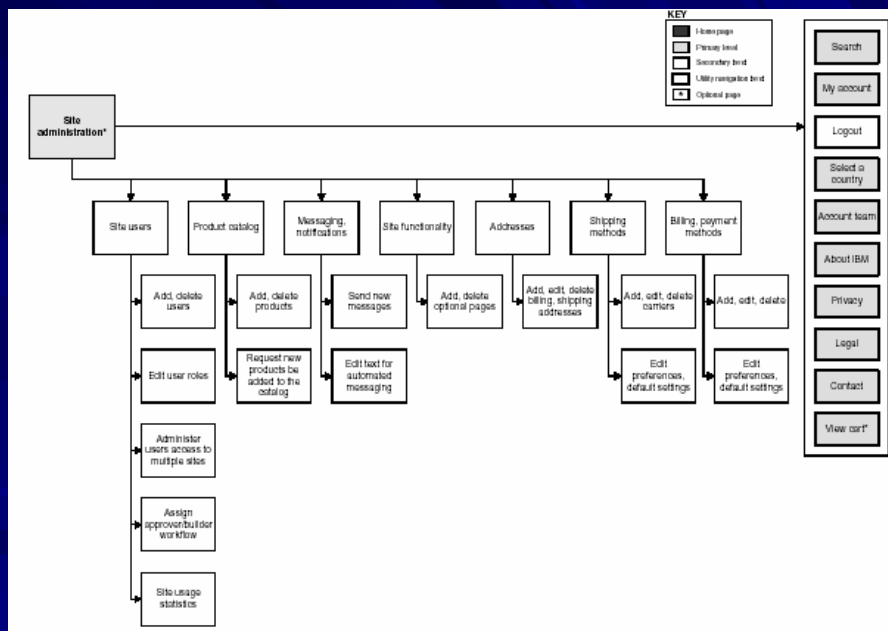 KEY
Home page
Primary level
Secondary level
Utility navigation level
* Optional page
Site
administration*
Search
My account
Logout
Select a
country
Account team
About IBM
Privacy
Legal
Contact
View cart*
Site users
Product catalog
Messaging,
notifications
Site functionality
Addresses
Shipping
methods
Billing, payment
methods
Add, delete
users
Add, delete
products
Send new
messages
Add, delete
optional pages
Add, edit, delete
billing, shipping
addresses
Add, edit, delete
carriers
Add, edit, delete
Edit user roles
Request new
products be
added to the
catalog
Edit text for
automated
messaging
Edit
preferences,
default settings
Edit
preferences,
default settings
Administer
users access to
multiple sites
Assign
approver/builder
workflow
Site usage
statistics